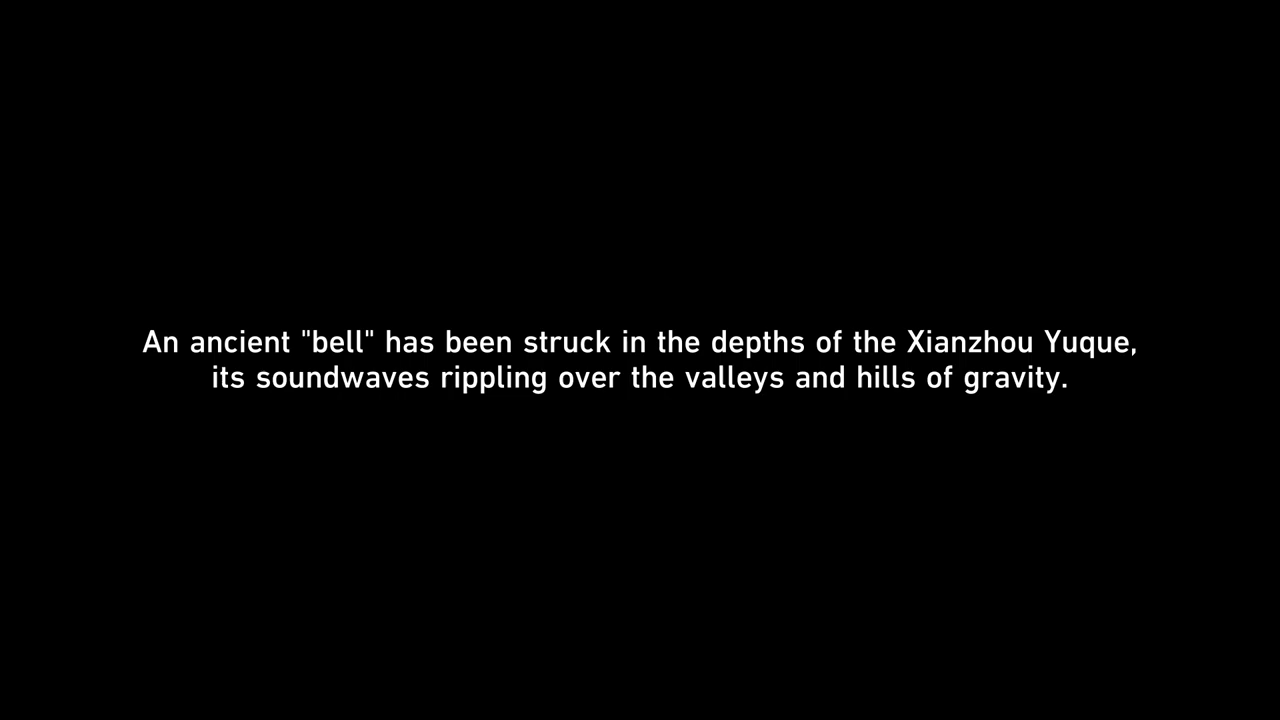 An ancient "bell" has been struck in the depths of the Xianzhou Yuque,
its soundwaves rippling over the valleys and hills of gravity.